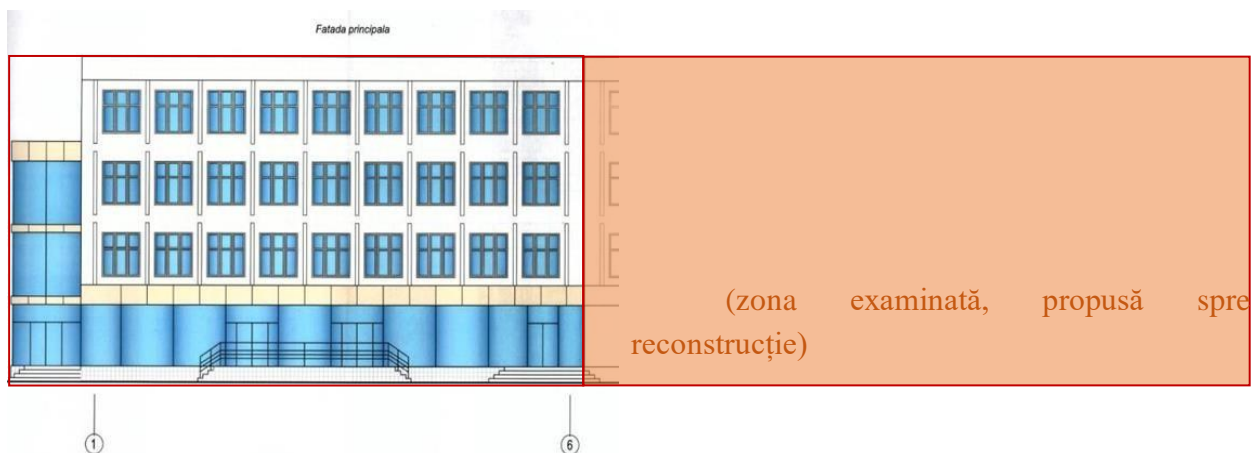 Fatada principala
(zona examinată, propusă spre
reconstrucție)
1 6